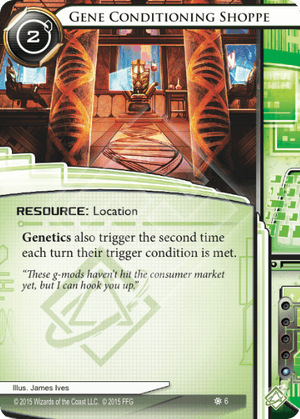 Gene Conditioning Shoppe
2
RESOURCE: Location
Genetics also trigger the second time
each turn their trigger condition is met.
"These g-mods haven't hit the consumer market
yet, but I can hook you up."
Illus. James Ives
© 2015 Wizards of the Coast LLC. © 2015 FFG
6